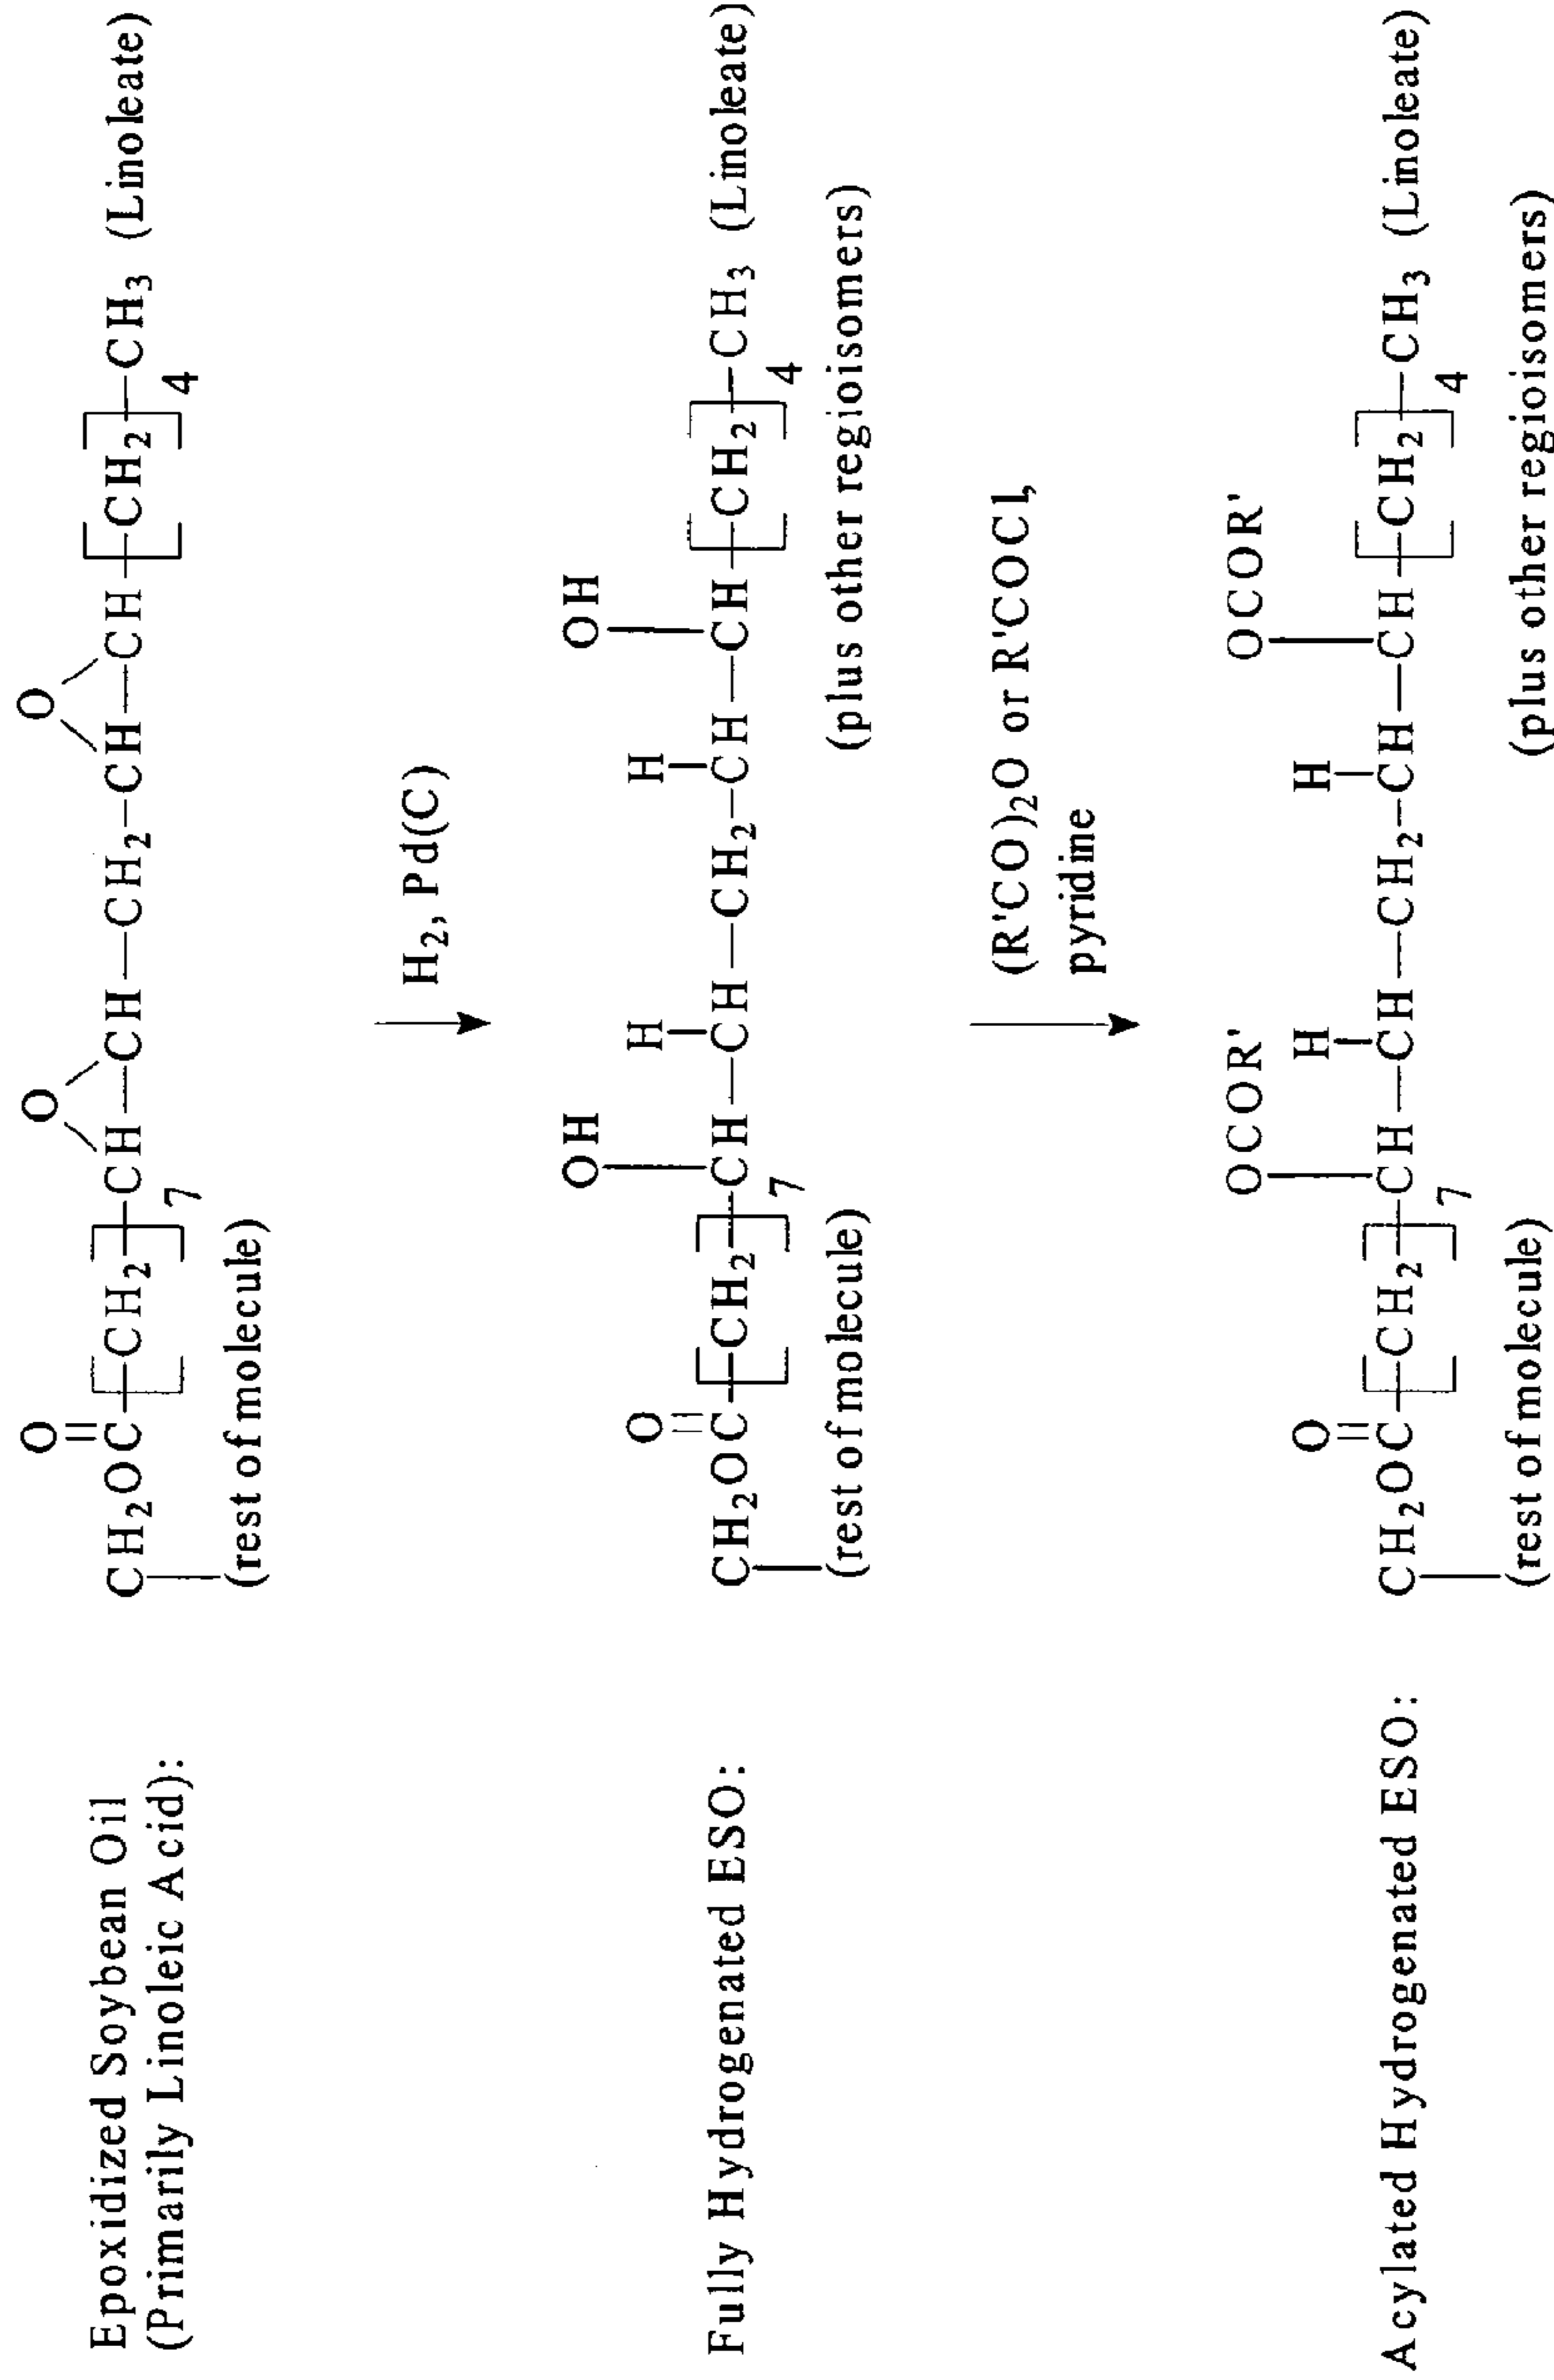 Epoxidized Soybean Oil
(Primarily Linoleic Acid):
O O O
CH₂OC–[CH₂]₇–CH–CH–CH₂–CH–CH–[CH₂]₄–CH₃ (Linoleate)
(rest of molecule)
H₂, Pd(C)
Fully Hydrogenated ESO:
OH OH
O H H
CH₂OC–[CH₂]₇–CH–CH–CH₂–CH–CH–[CH₂]₄–CH₃ (Linoleate)
(rest of molecule) (plus other regioisomers)
(R'CO)₂O or R'COCl,
pyridine
Acylated Hydrogenated ESO:
OCOR' OCOR'
O H H
CH₂OC–[CH₂]₇–CH–CH–CH₂–CH–CH–[CH₂]₄–CH₃ (Linoleate)
(rest of molecule) (plus other regioisomers)